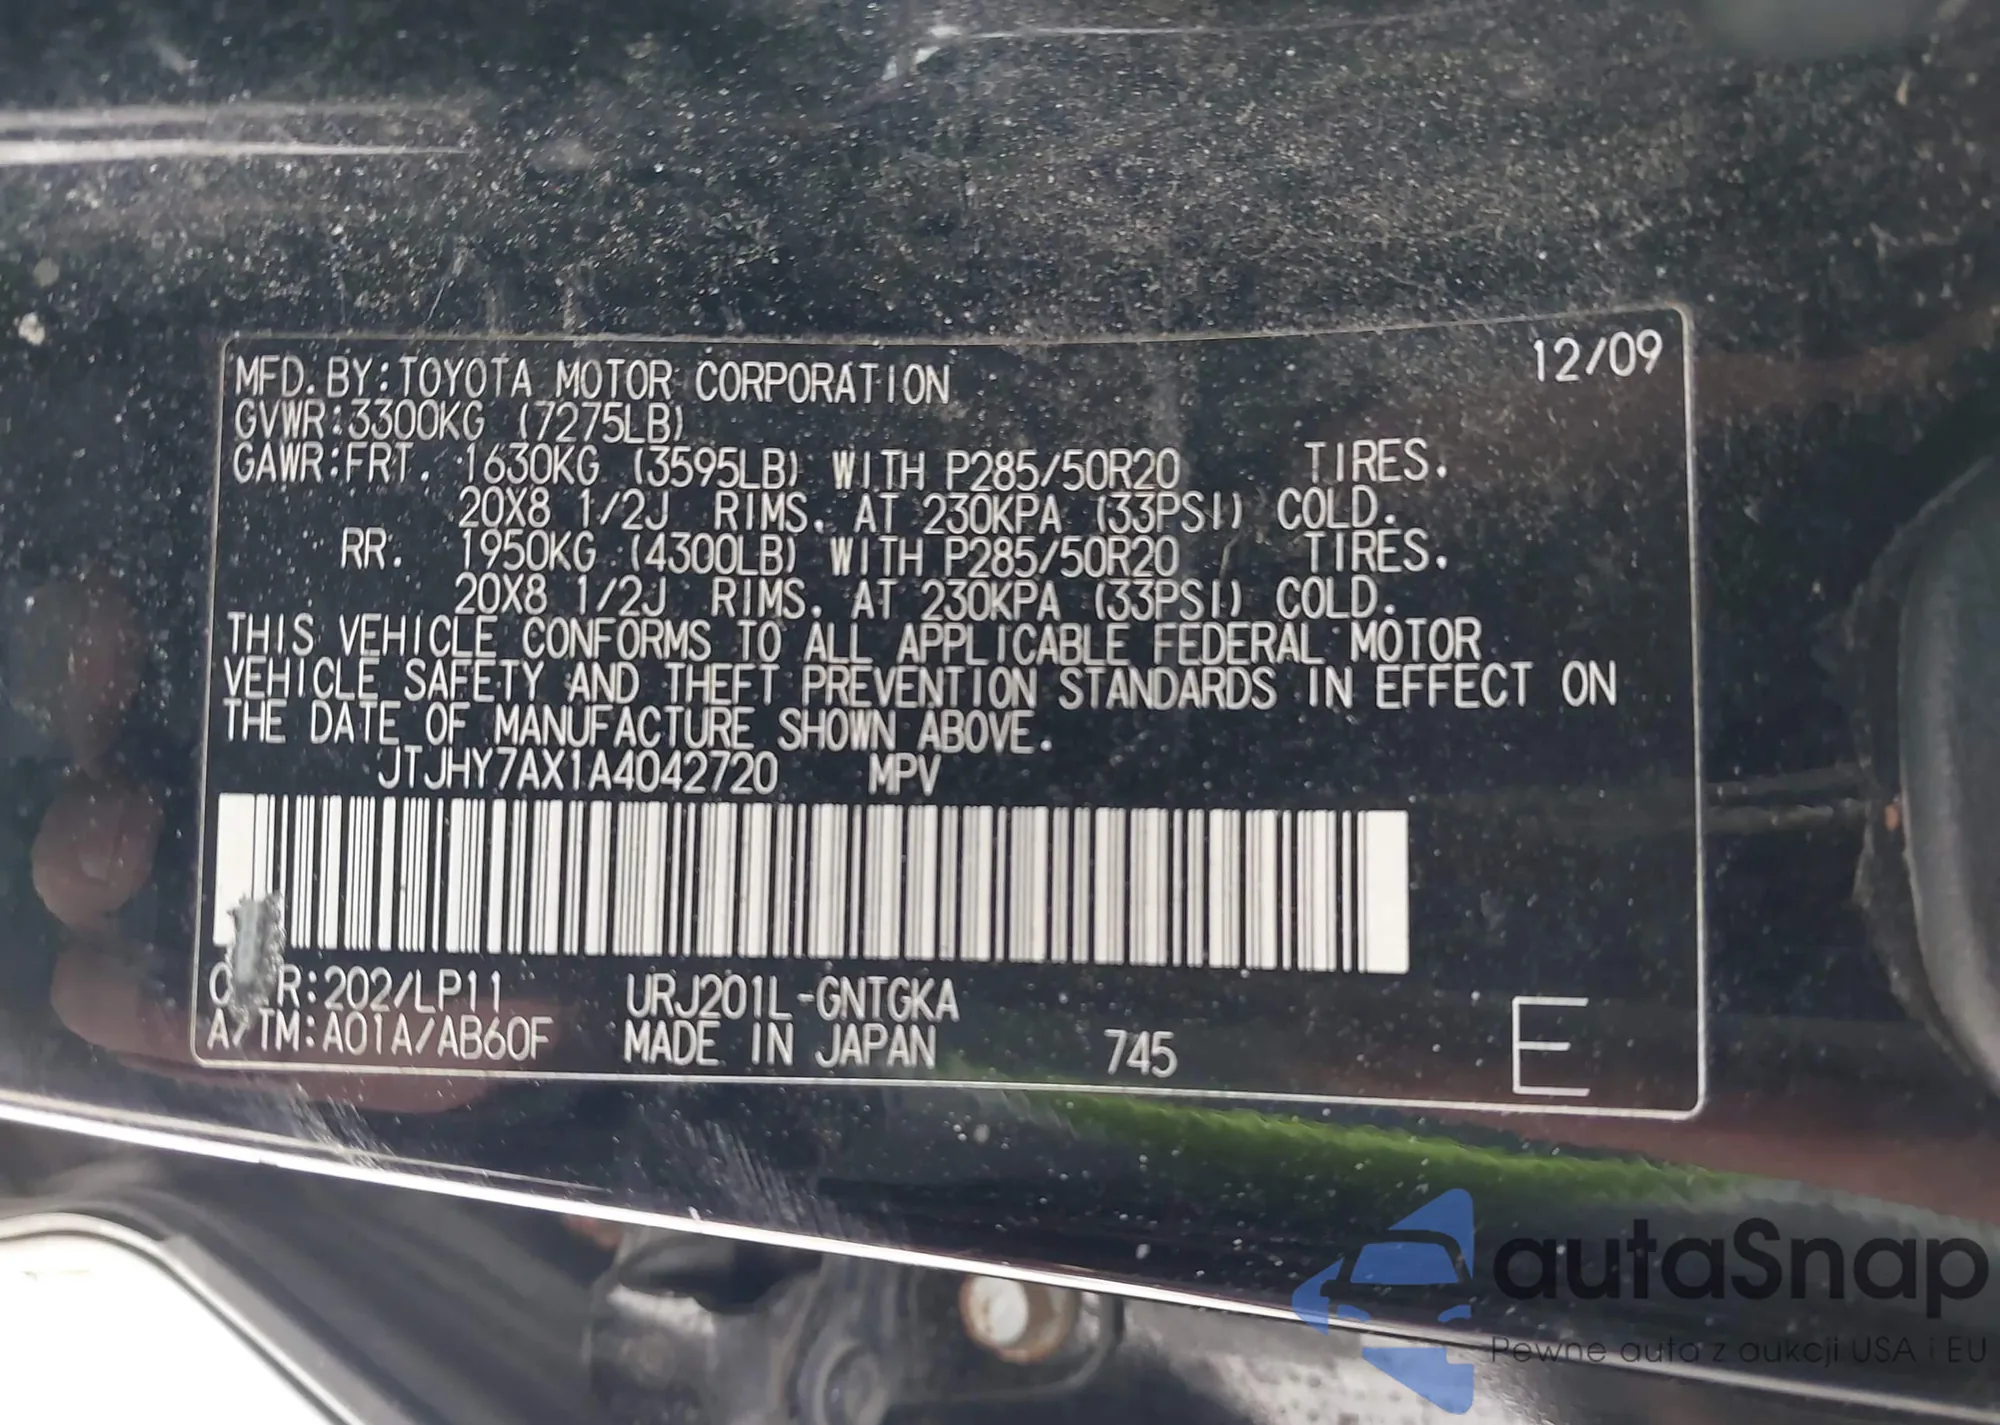 12/09
MFD. BY: TOYOTA MOTOR CORPORATION
GVWR: 3300KG (7275LB)
GAWR: FRT. 1630KG (3595LB) WITH P285/50R20 TIRES.
20X8 1/2J RIMS. AT 230KPA (33PSI) COLD.
RR. 1950KG (4300LB) WITH P285/50R20 TIRES.
20X8 1/2J RIMS. AT 230KPA (33PSI) COLD.
THIS VEHICLE CONFORMS TO ALL APPLICABLE FEDERAL MOTOR
VEHICLE SAFETY AND THEFT PREVENTION STANDARDS IN EFFECT ON
THE DATE OF MANUFACTURE SHOWN ABOVE.
JTJHY7AX1A4042720 MPV
:202/LP11 URJ201L-GNTGKA
A/TM:A01A/AB60F MADE IN JAPAN 745 E
autaSnap
Pewne auta z aukcji USA i EU